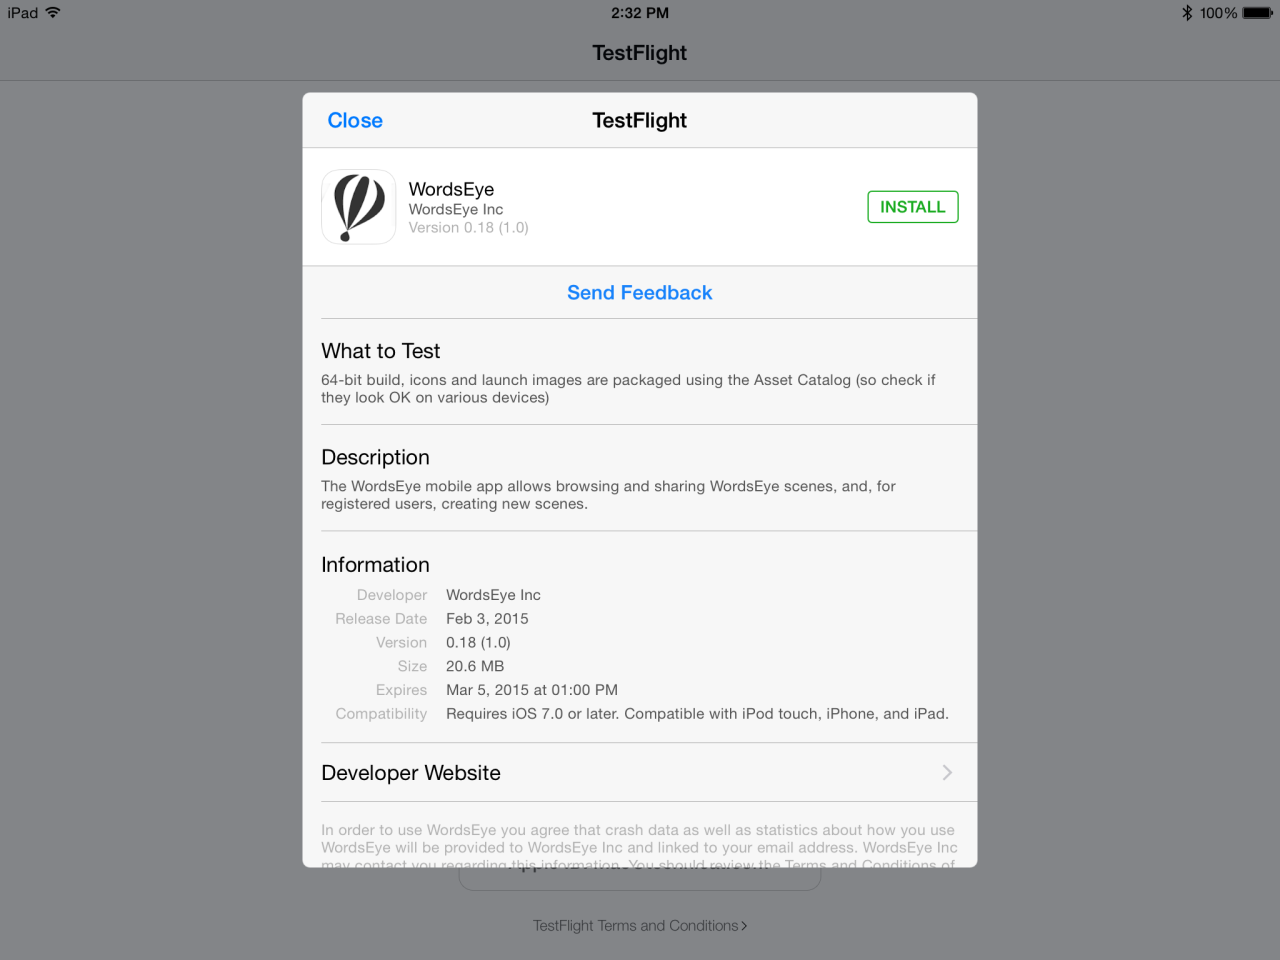 iPad
2:32 PM
100%
TestFlight
Close
TestFlight
WordsEye
WordsEye Inc
Version 0.18 (1.0)
INSTALL
Send Feedback
What to Test
64-bit build, icons and launch images are packaged using the Asset Catalog (so check if
they look OK on various devices)
Description
The WordsEye mobile app allows browsing and sharing WordsEye scenes, and, for
registered users, creating new scenes.
Information
Developer WordsEye Inc
Release Date Feb 3, 2015
Version 0.18 (1.0)
Size 20.6 MB
Expires Mar 5, 2015 at 01:00 PM
Compatibility Requires iOS 7.0 or later. Compatible with iPod touch, iPhone, and iPad.
Developer Website
In order to use WordsEye you agree that crash data as well as statistics about how you use
WordsEye will be provided to WordsEye Inc and linked to your email address. WordsEye Inc
may contact you regarding this information. You should review the Terms and Conditions of
TestFlight Terms and Conditions